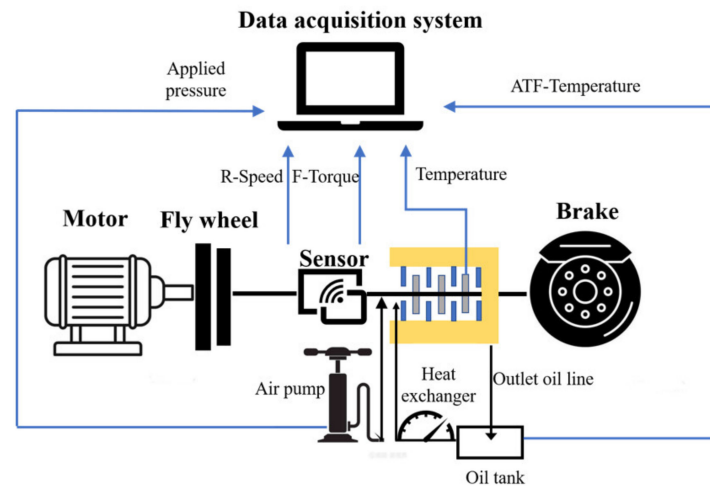 Data acquisition system
Applied
pressure
ATF-Temperature
R-Speed
F-Torque
Temperature
Motor
Fly wheel
Sensor
Brake
Air pump
Heat
exchanger
Outlet oil line
Oil tank